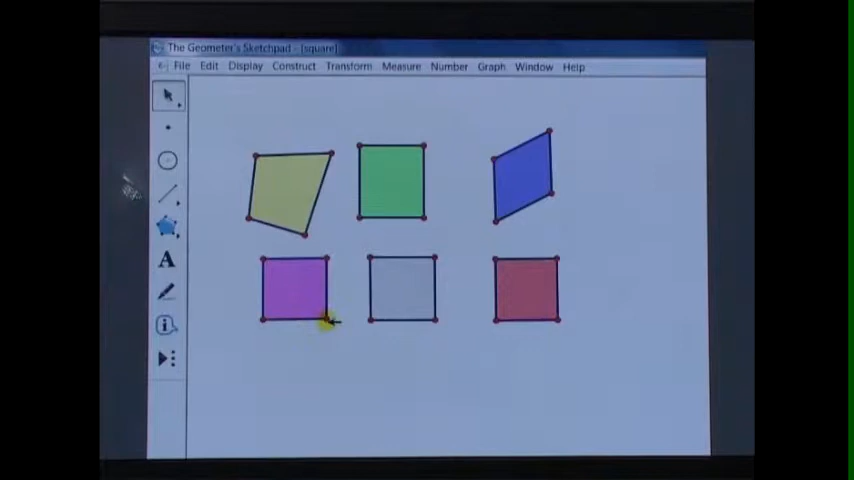 The Geometer's Sketchpad - [square]
File Edit Display Construct Transform Measure Number Graph Window Help
A